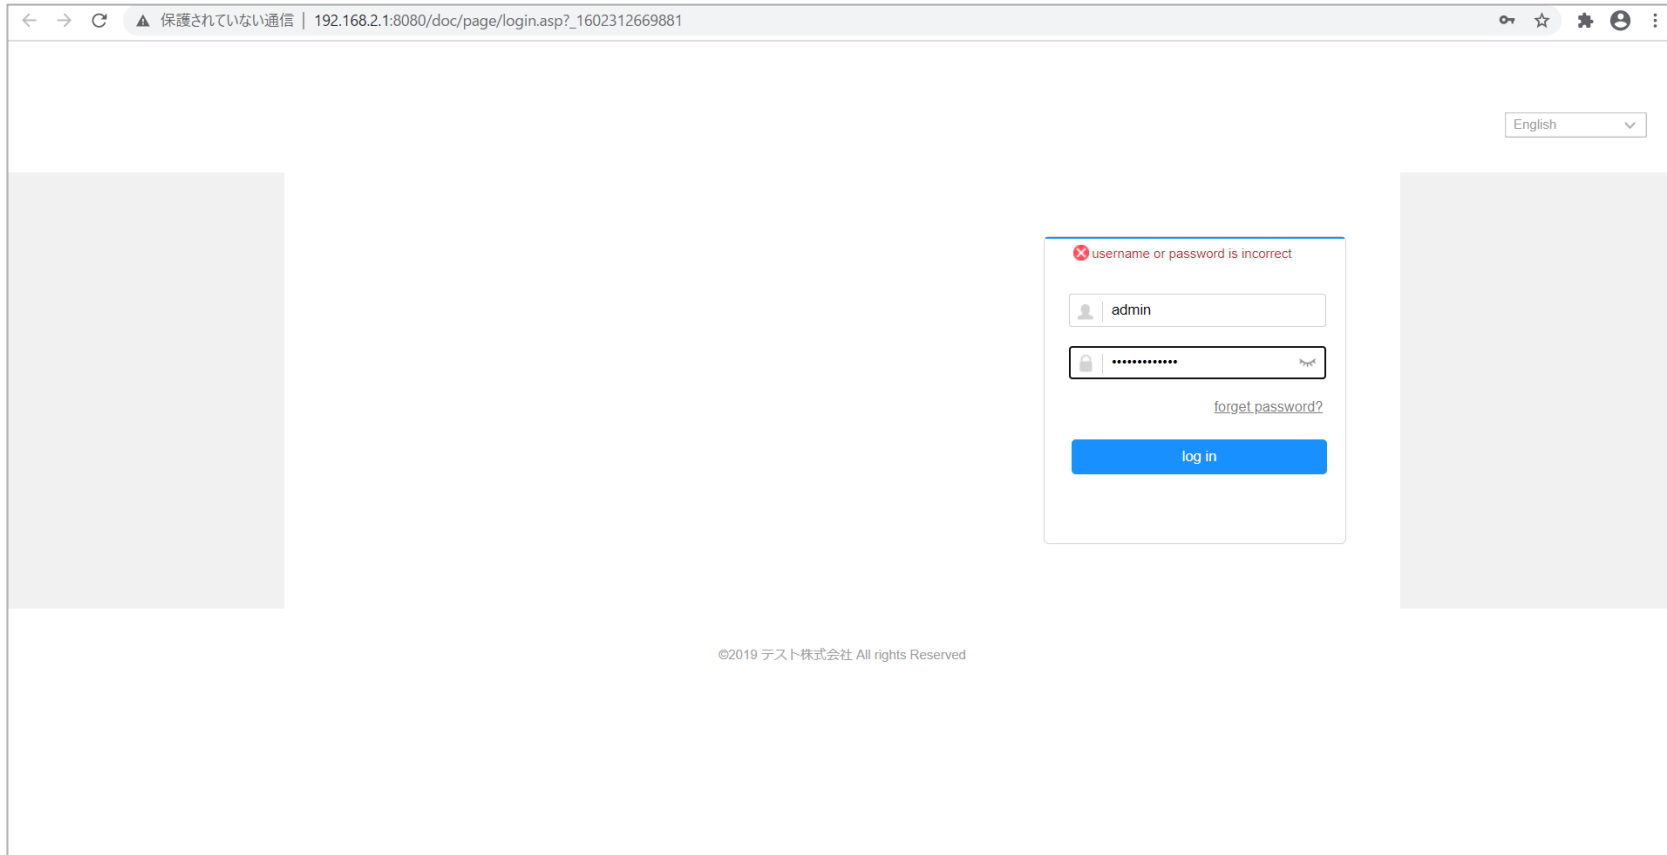 保護されていない通信 | 192.168.2.1:8080/doc/page/login.asp?_1602312669881
English
username or password is incorrect
admin
•••••••••••••
forget password?
log in
©2019 テスト株式会社 All rights Reserved